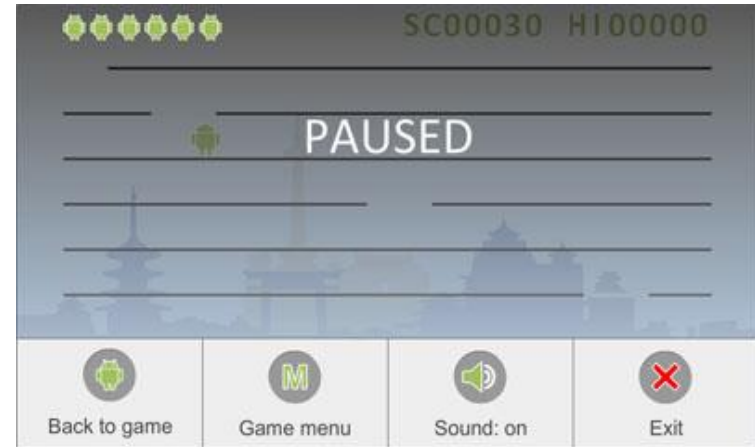 SC00030 HI00000
PAUSED
M
Back to game Game menu Sound: on Exit